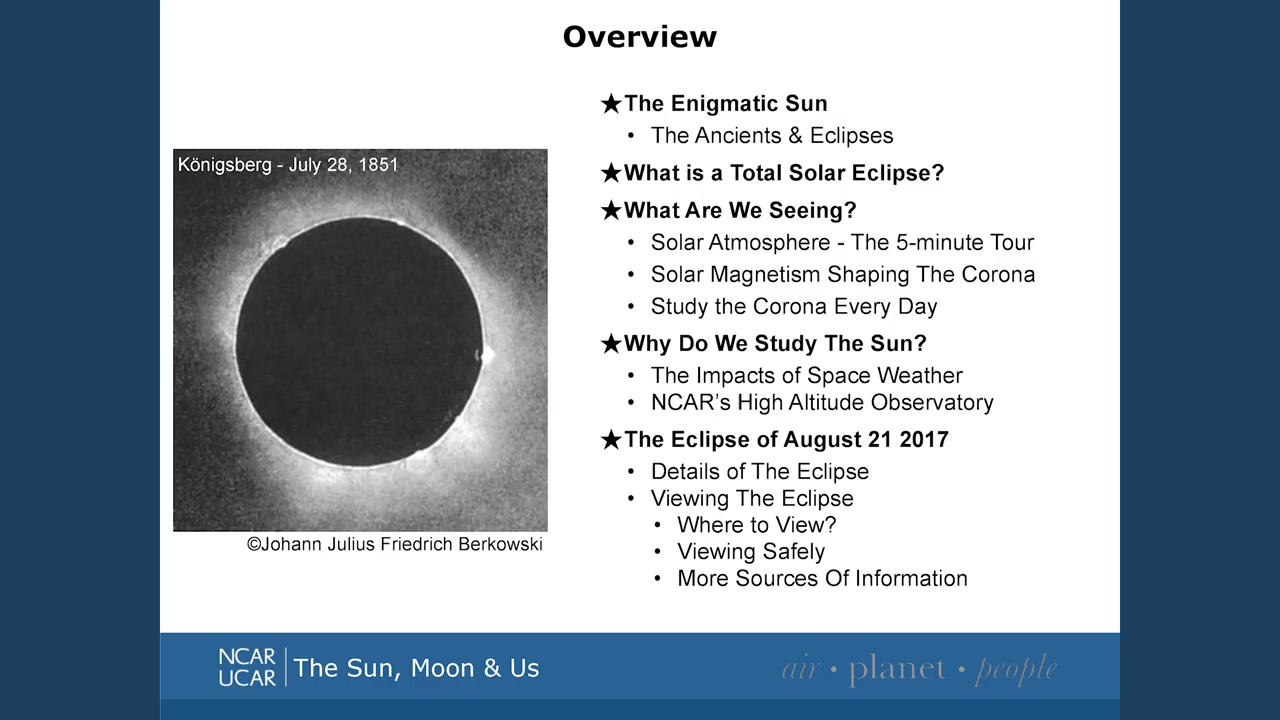 Overview
Königsberg - July 28, 1851
©Johann Julius Friedrich Berkowski
★The Enigmatic Sun
• The Ancients & Eclipses
★What is a Total Solar Eclipse?
★What Are We Seeing?
• Solar Atmosphere - The 5-minute Tour
• Solar Magnetism Shaping The Corona
• Study the Corona Every Day
★Why Do We Study The Sun?
• The Impacts of Space Weather
• NCAR’s High Altitude Observatory
★The Eclipse of August 21 2017
• Details of The Eclipse
• Viewing The Eclipse
• Where to View?
• Viewing Safely
• More Sources Of Information
NCAR
UCAR
The Sun, Moon & Us
air • planet • people